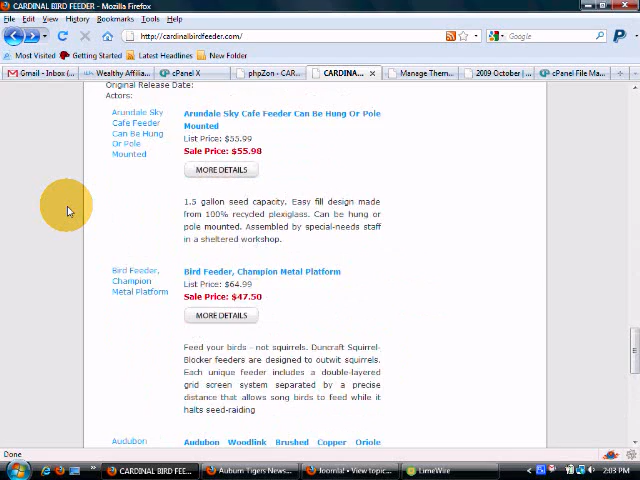 CARDINAL BIRD FEEDER - Mozilla Firefox
File Edit View History Bookmarks Tools Help
http://cardinalbirdfeeder.com/
Google
Most Visited Getting Started Latest Headlines New Folder
Gmail - Inbox (... Wealthy Affilia... cPanel X phpZon - CAR... CARDINA... Manage Them... 2009 October | ... cPanel File Ma...
Original Release Date:
Actors:
Arundale Sky
Cafe Feeder
Can Be Hung
Or Pole
Mounted
Arundale Sky Cafe Feeder Can Be Hung Or Pole
Mounted
List Price: $55.99
Sale Price: $55.98
MORE DETAILS
1.5 gallon seed capacity. Easy fill design made
from 100% recycled plexiglass. Can be hung or
pole mounted. Assembled by special-needs staff
in a sheltered workshop.
Bird Feeder,
Champion
Metal Platform
Bird Feeder, Champion Metal Platform
List Price: $64.99
Sale Price: $47.50
MORE DETAILS
Feed your birds - not squirrels. Duncraft Squirrel-
Blocker feeders are designed to outwit squirrels.
Each unique feeder includes a double-layered
grid screen system separated by a precise
distance that allows song birds to feed while it
halts seed-raiding
Audubon
Audubon Woodlink Brushed Copper Oriole
Done
CARDINAL BIRD FEE... Auburn Tigers News... Joomla! • View topic... LimeWire
2:03 PM